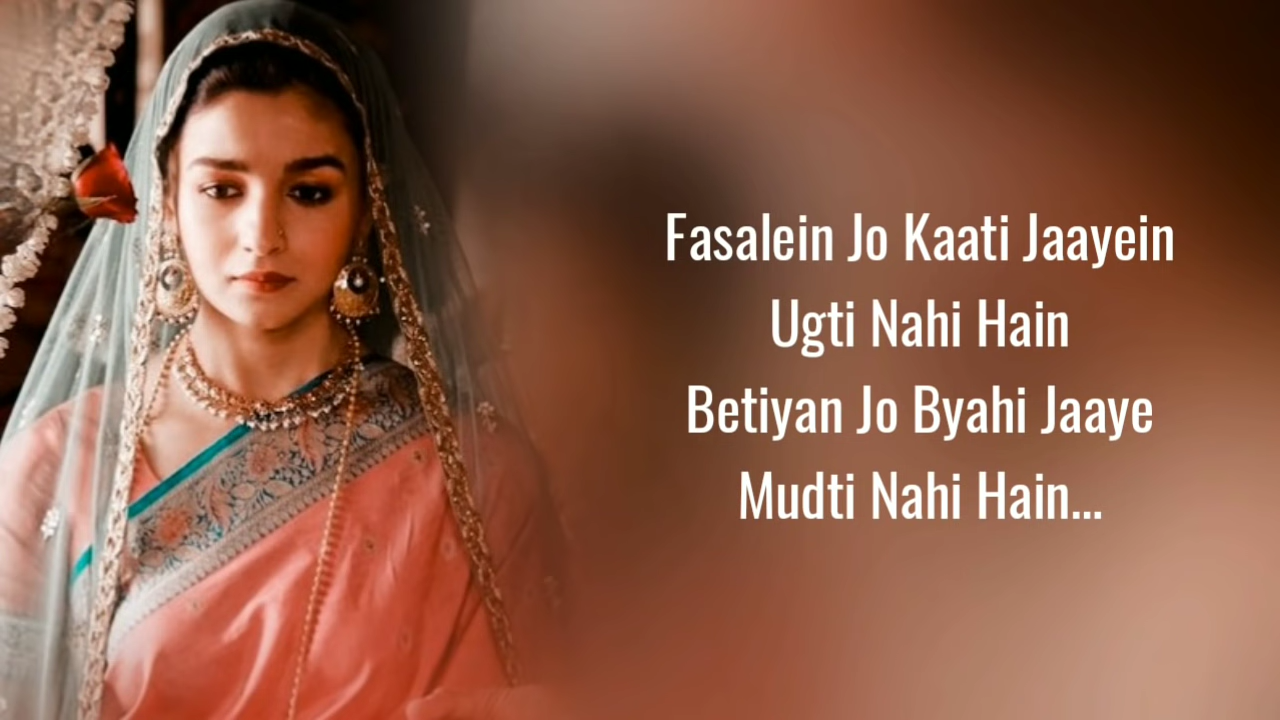 Fasalein Jo Kaati Jaayein
Ugti Nahi Hain
Betiyan Jo Byahi Jaaye
Mudti Nahi Hain...